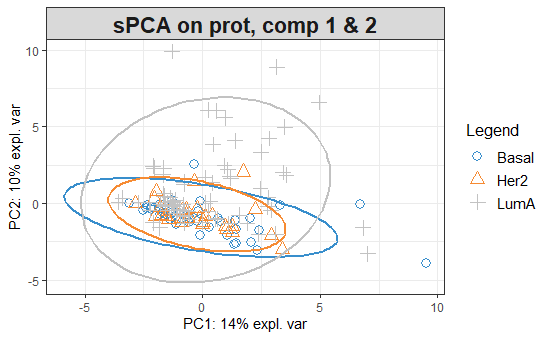 sPCA on prot, comp 1 & 2
PC2: 10% expl. var
10
5
0
-5
-5
0
5
10
PC1: 14% expl. var
Legend
Basal
Her2
LumA